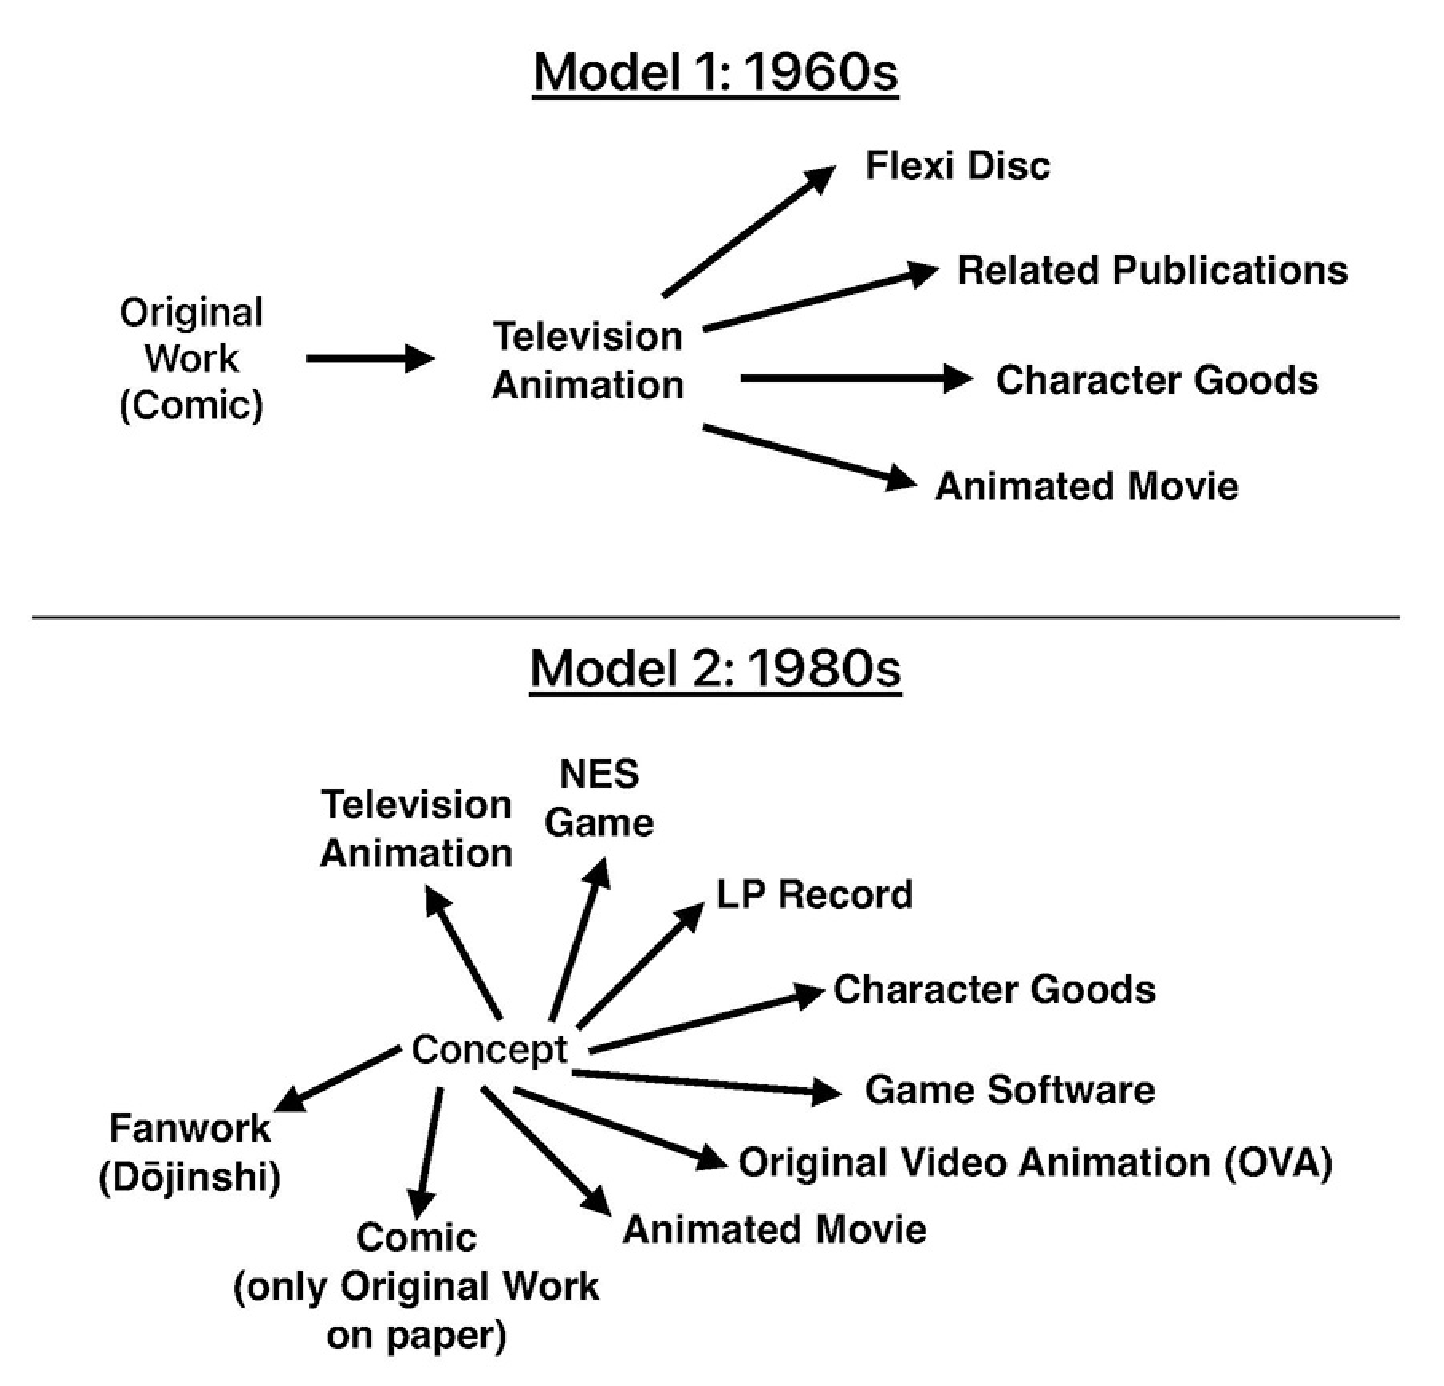 Model 1: 1960s
Flexi Disc
Related Publications
Original
Work
(Comic)
Television
Animation
Character Goods
Animated Movie
Model 2: 1980s
Television
Animation
NES
Game
LP Record
Character Goods
Concept
Game Software
Fanwork
(Dōjinshi)
Original Video Animation (OVA)
Animated Movie
Comic
(only Original Work
on paper)